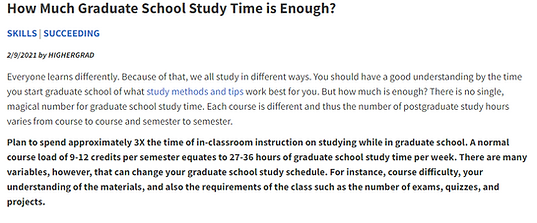 How Much Graduate School Study Time is Enough?
SKILLS | SUCCEEDING
2/9/2021 by HIGHERGRAD
Everyone learns differently. Because of that, we all study in different ways. You should have a good understanding by the time
you start graduate school of what study methods and tips work best for you. But how much is enough? There is no single,
magical number for graduate school study time. Each course is different and thus the number of postgraduate study hours
varies from course to course and semester to semester.
Plan to spend approximately 3X the time of in-classroom instruction on studying while in graduate school. A normal
course load of 9-12 credits per semester equates to 27-36 hours of graduate school study time per week. There are many
variables, however, that can change your graduate school study schedule. For instance, course difficulty, your
understanding of the materials, and also the requirements of the class such as the number of exams, quizzes, and
projects.